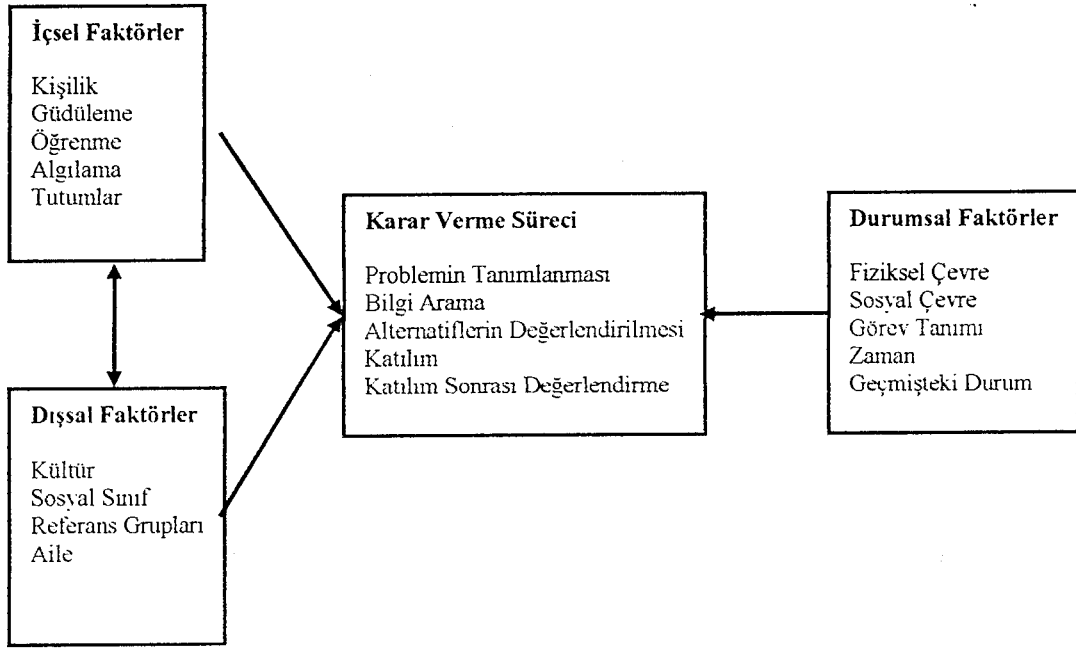 İçsel Faktörler
Kişilik
Güdüleme
Öğrenme
Algılama
Tutumlar
Dışsal Faktörler
Kültür
Sosyal Sınıf
Referans Grupları
Aile
Karar Verme Süreci
Problemin Tanımlanması
Bilgi Arama
Alternatiflerin Değerlendirilmesi
Katılım
Katılım Sonrası Değerlendirme
Durumsal Faktörler
Fiziksel Çevre
Sosyal Çevre
Görev Tanımı
Zaman
Geçmişteki Durum